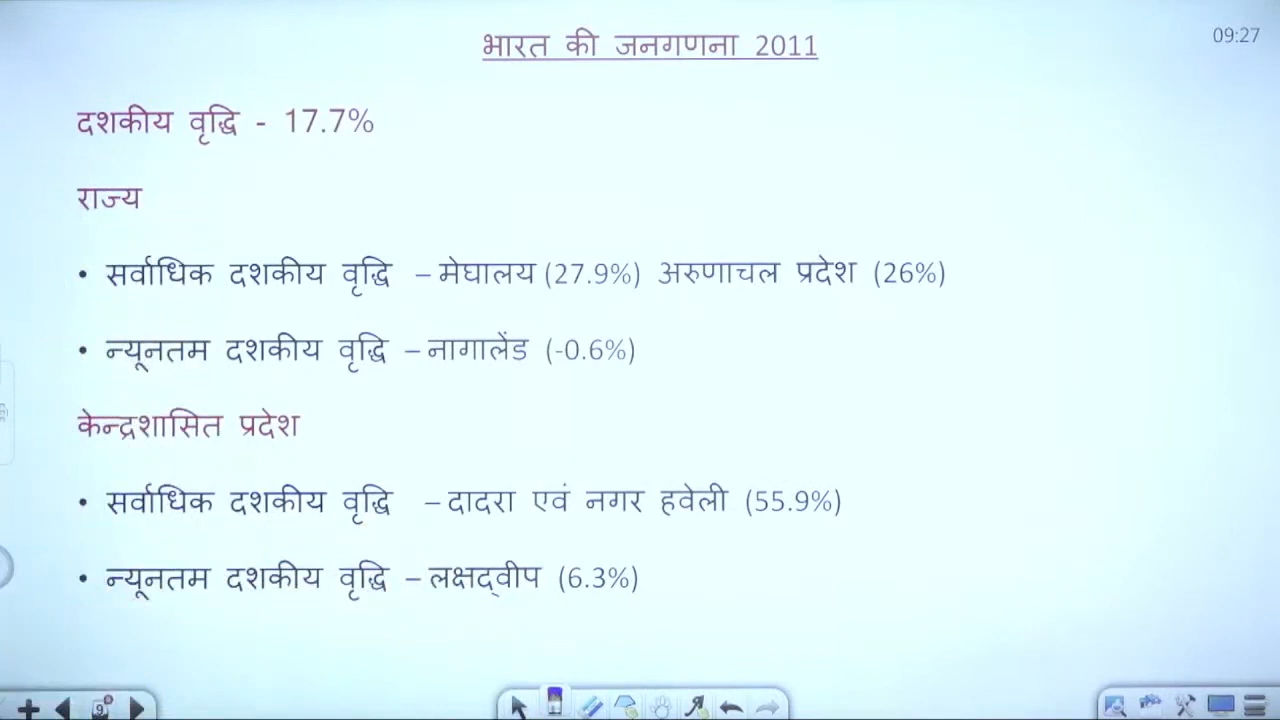 भारत की जनगणना 2011
09:27
दशकीय वृद्धि - 17.7%
राज्य
• सर्वाधिक दशकीय वृद्धि – मेघालय (27.9%) अरुणाचल प्रदेश (26%)
• न्यूनतम दशकीय वृद्धि – नागालेंड (-0.6%)
केन्द्रशासित प्रदेश
• सर्वाधिक दशकीय वृद्धि – दादरा एवं नगर हवेली (55.9%)
• न्यूनतम दशकीय वृद्धि – लक्षद्वीप (6.3%)
9